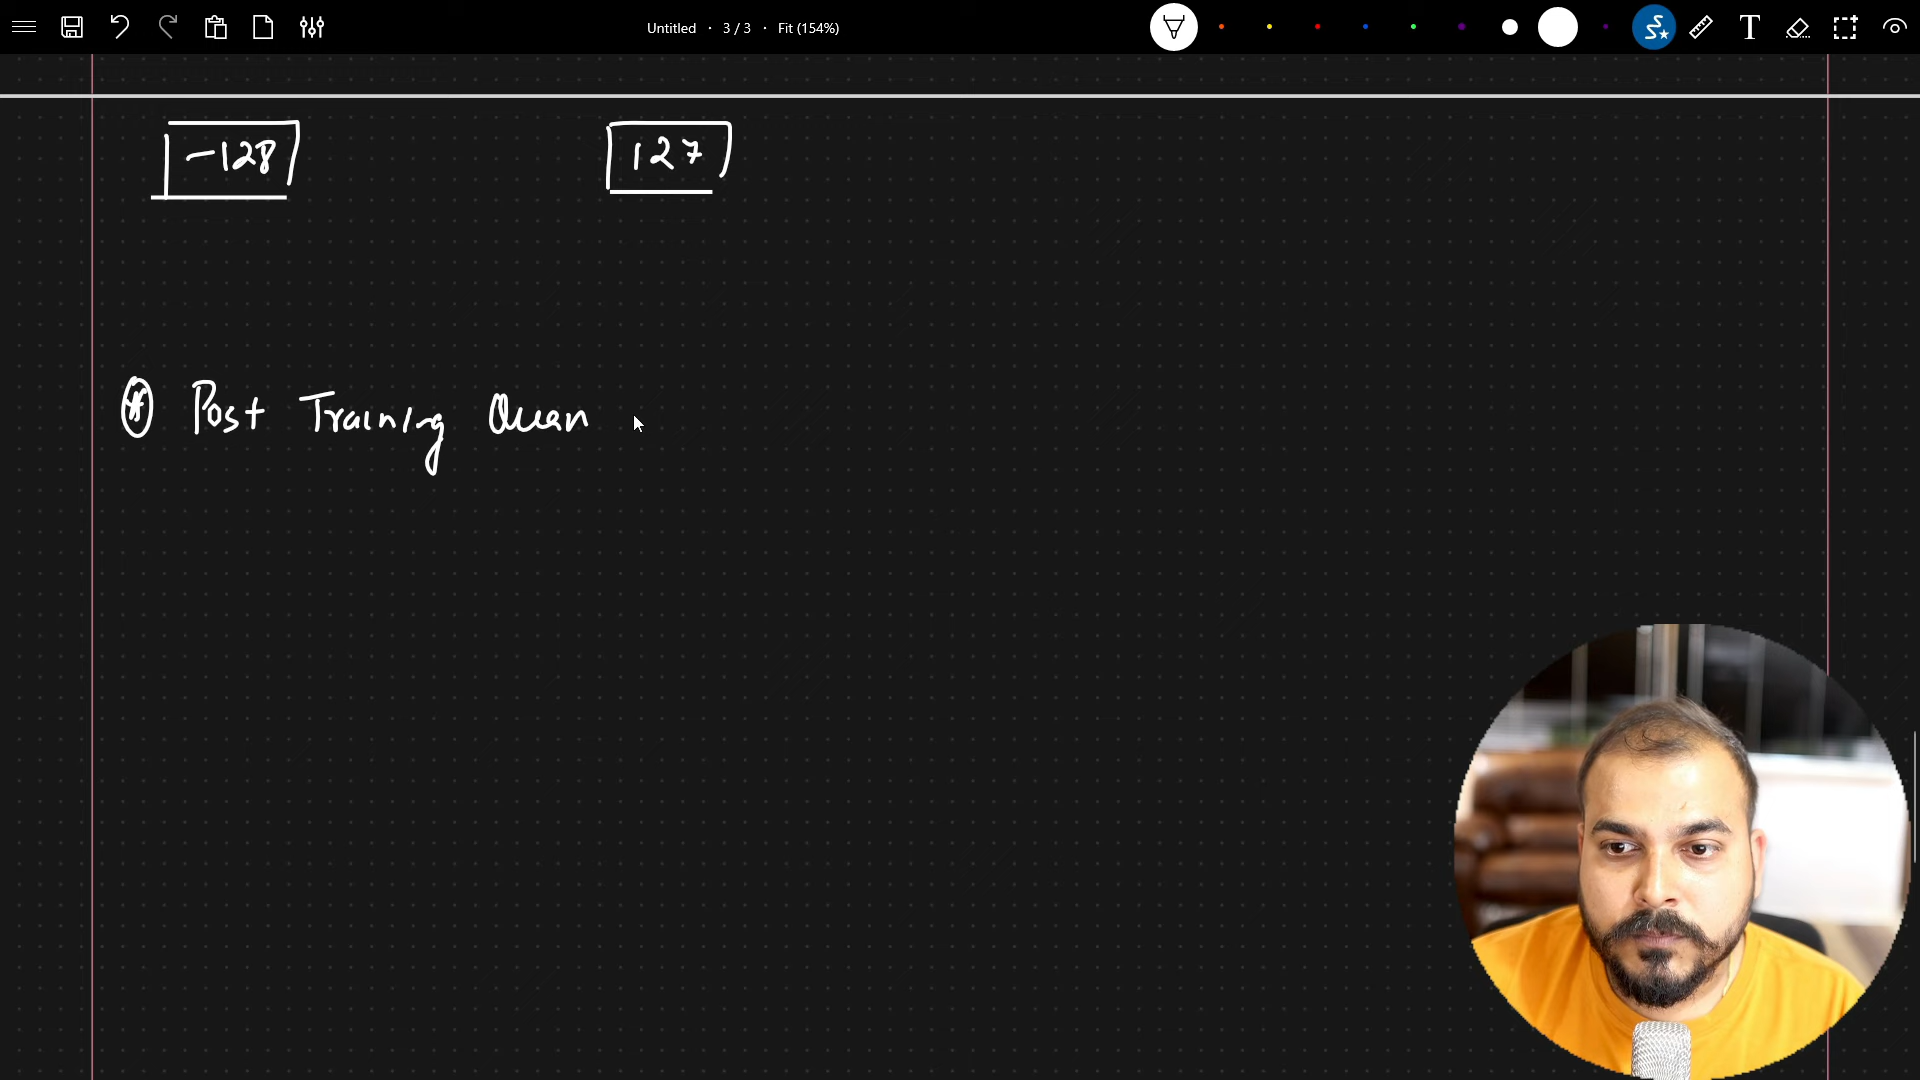 Untitled · 3 / 3 · Fit (154%)
T
-128 127
Post Training Quan